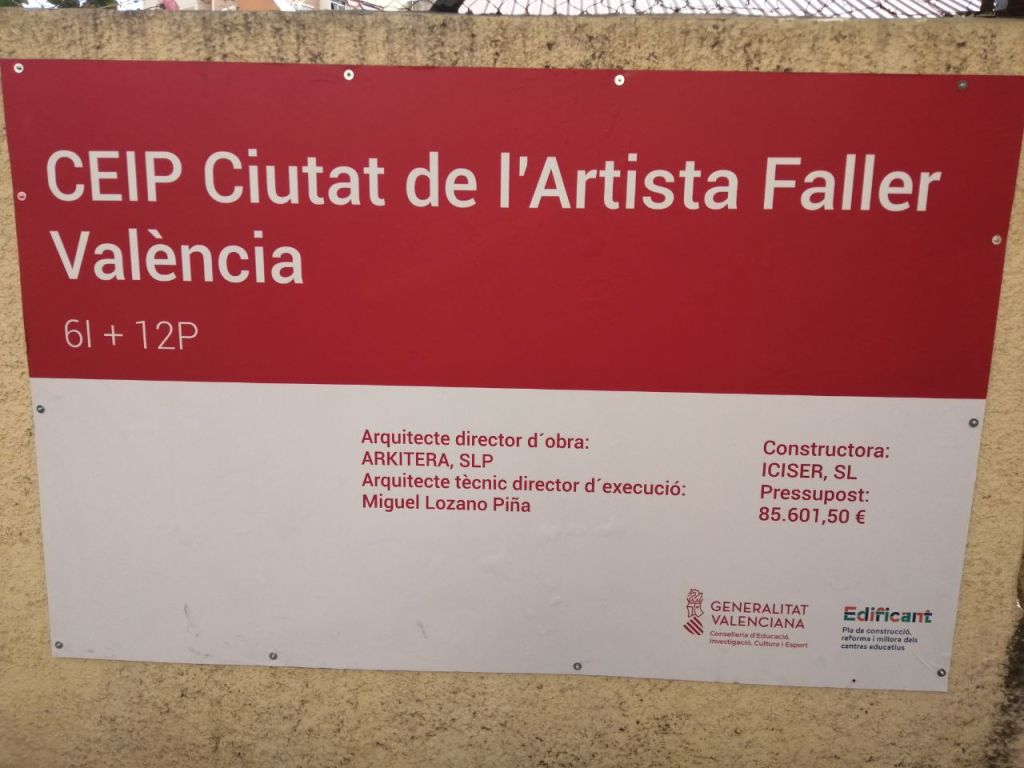 CEIP Ciutat de l'Artista Faller
València
6I + 12P
Arquitecte director d´obra:
ARKITERA, SLP
Arquitecte tècnic director d´execució:
Miguel Lozano Piña
Constructora:
ICISER, SL
Pressupost:
85.601,50 €
GENERALITAT
VALENCIANA
Conselleria d'Educació,
Investigació, Cultura i Esport
Edificant
Pla de construcció,
reforma i millora dels
centres educatius